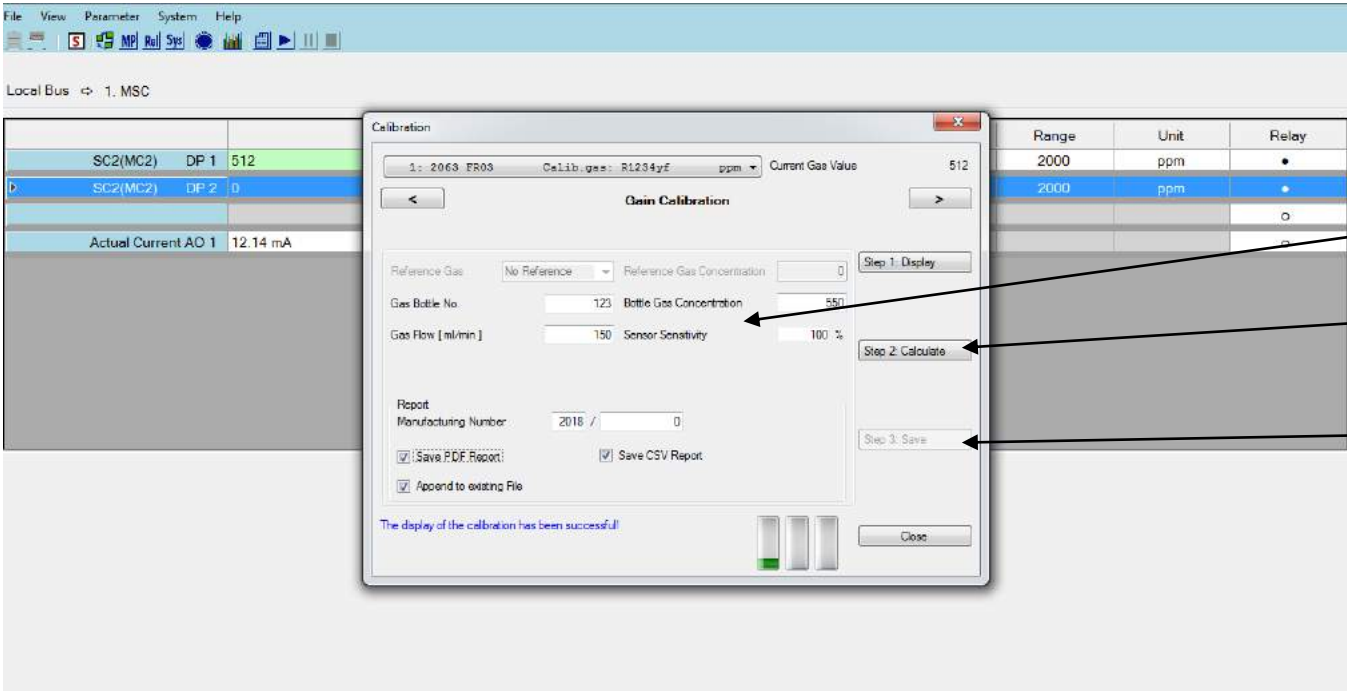 File View Parameter System Help
S MP Rel Sys
Local Bus ⇨ 1. MSC
Range Unit Relay
SC2(MC2) DP 1 512 2000 ppm ●
SC2(MC2) DP 2 0 2000 ppm ●
○
Actual Current AO 1 12.14 mA ○
Calibration
1: 2063 FR03 Calib.gas: R1234yf ppm Current Gas Value 512
< Gain Calibration >
Reference Gas No Reference Reference Gas Concentration 0 Step 1: Display
Gas Bottle No. 123 Bottle Gas Concentration 550
Gas Flow [ml/min] 150 Sensor Sensitivity 100 %
Step 2: Calculate
Report
Manufacturing Number 2018 / 0
Step 3: Save
Save PDF Report Save CSV Report
Append to existing File
The display of the calibration has been successful!
Close